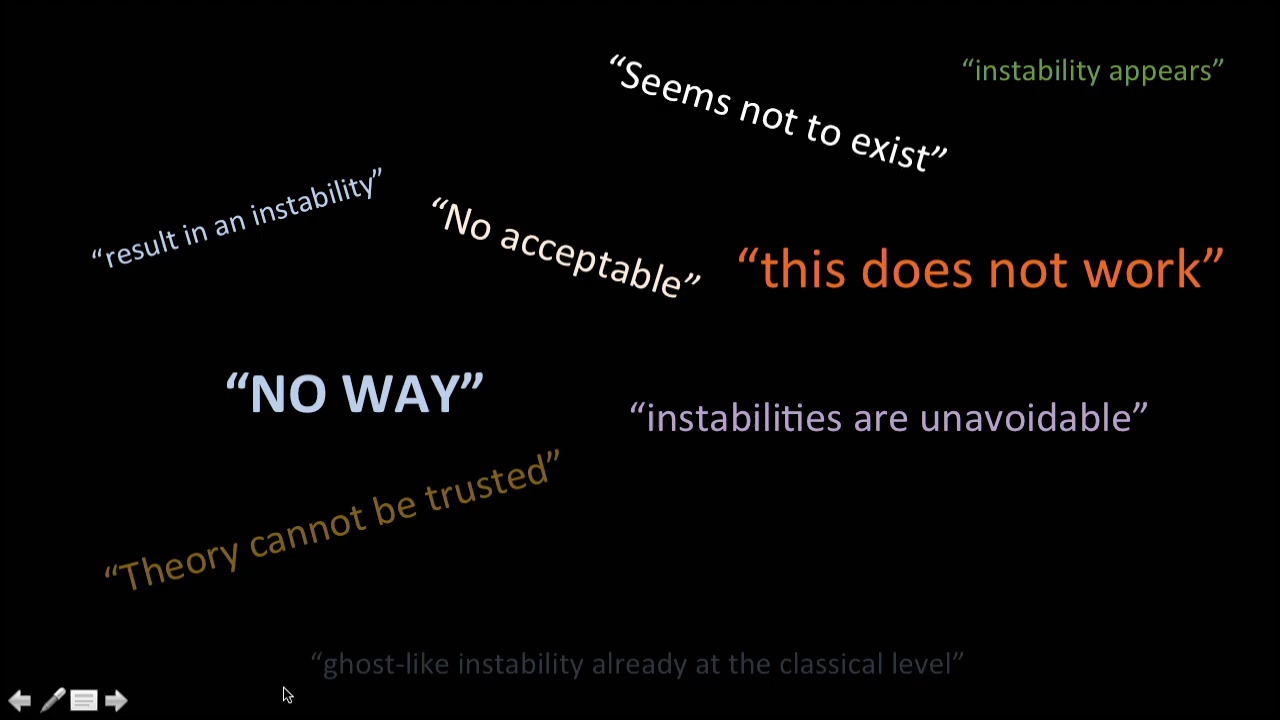 “Seems not to exist”
“instability appears”
“result in an instability”
“No acceptable”
“this does not work”
“NO WAY”
“instabilities are unavoidable”
“Theory cannot be trusted”
“ghost-like instability already at the classical level”